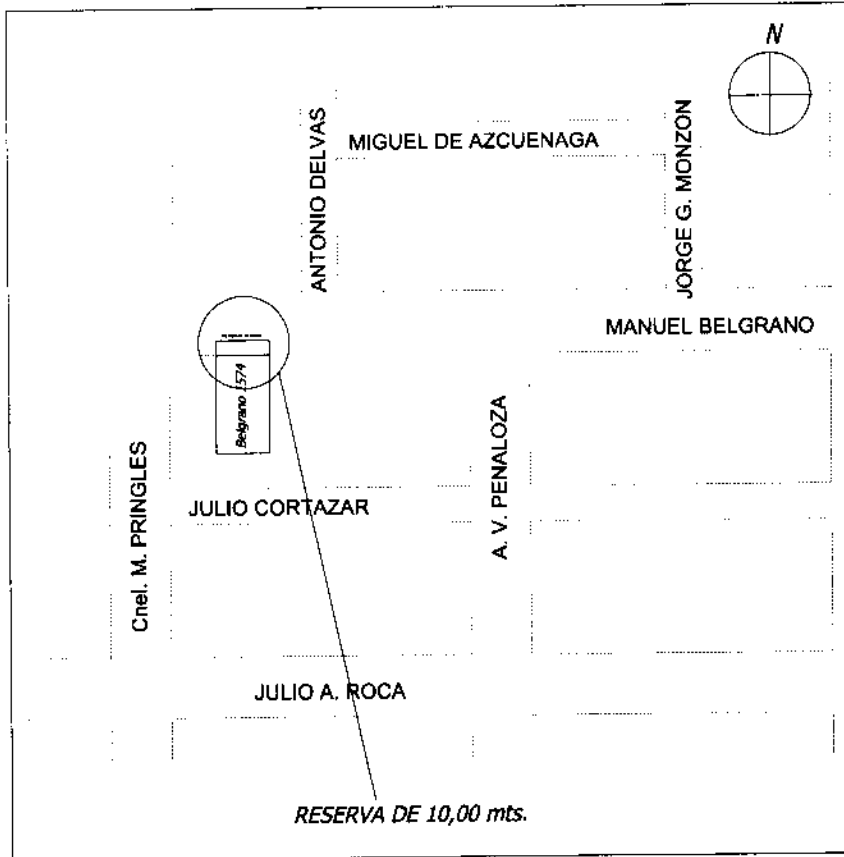 N
MIGUEL DE AZCUENAGA
ANTONIO DELVAS
JORGE G. MONZON
MANUEL BELGRANO
Belgrano 1574
A. V. PENALOZA
Cnel. M. PRINGLES
JULIO CORTAZAR
JULIO A. ROCA
RESERVA DE 10,00 mts.